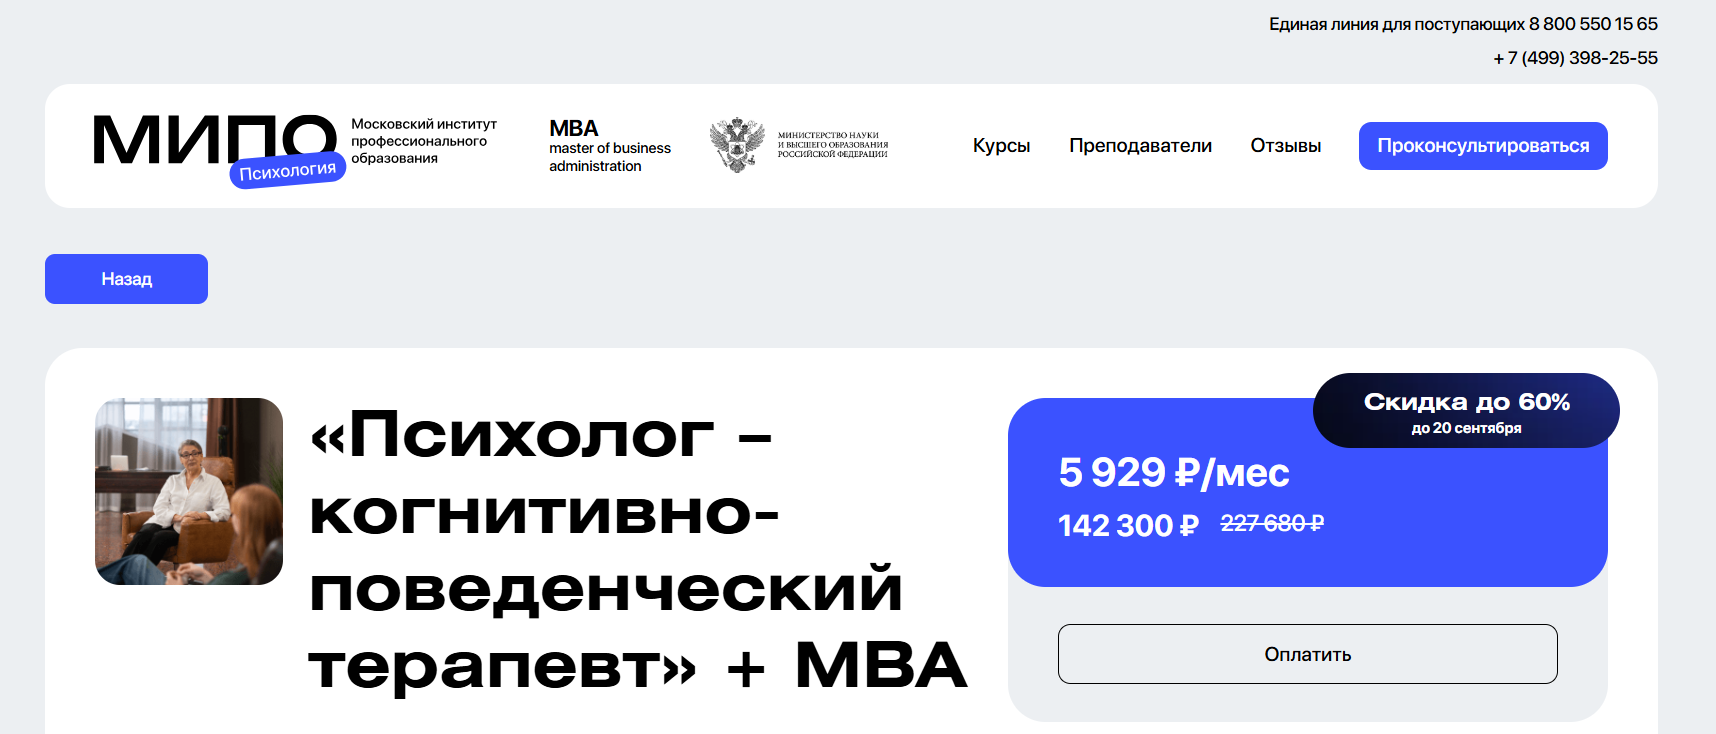 Единая линия для поступающих 8 800 550 15 65
+ 7 (499) 398-25-55
МИПО
Психология
Московский институт
профессионального
образования
MBA
master of business
administration
МИНИСТЕРСТВО НАУКИ
И ВЫСШЕГО ОБРАЗОВАНИЯ
РОССИЙСКОЙ ФЕДЕРАЦИИ
Курсы
Преподаватели
Отзывы
Проконсультироваться
Назад
«Психолог –
когнитивно-
поведенческий
терапевт» + MBA
Скидка до 60%
до 20 сентября
5 929 ₽/мес
142 300 ₽ 227 680 ₽
Оплатить